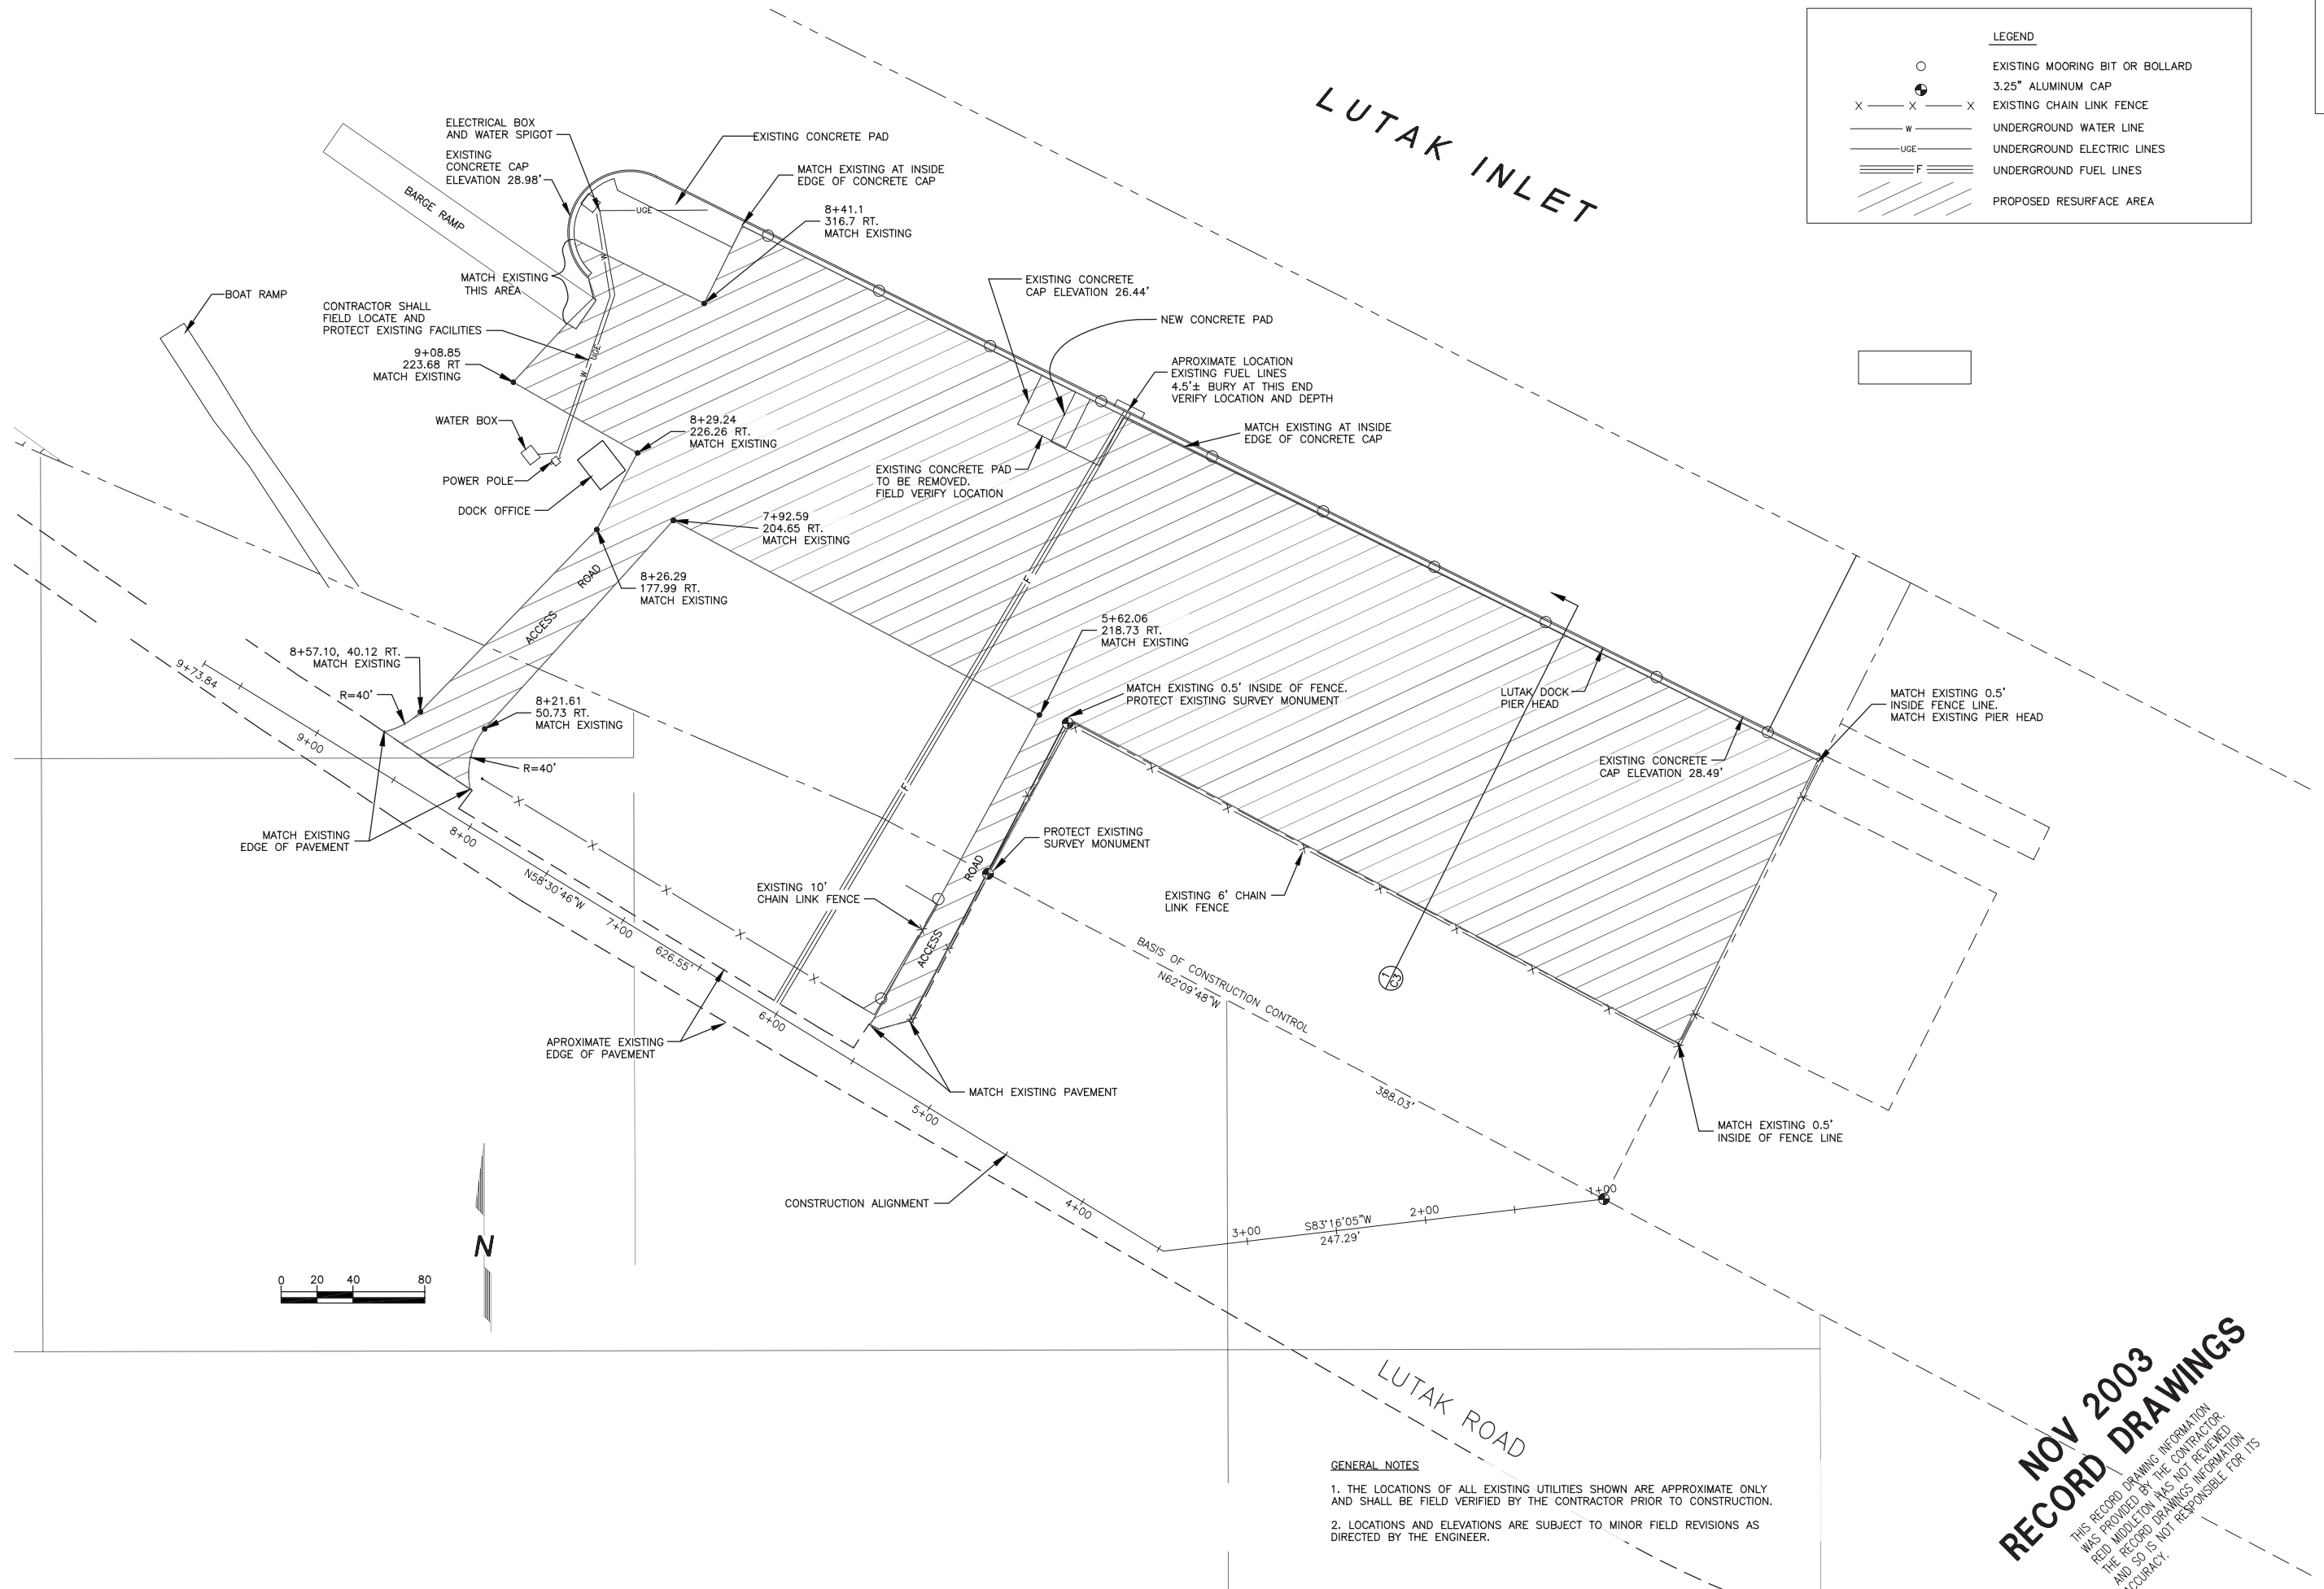 LEGEND
EXISTING MOORING BIT OR BOLLARD
3.25" ALUMINUM CAP
X X X EXISTING CHAIN LINK FENCE
W UNDERGROUND WATER LINE
UGE UNDERGROUND ELECTRIC LINES
F UNDERGROUND FUEL LINES
PROPOSED RESURFACE AREA
LUTAK INLET
ELECTRICAL BOX
AND WATER SPIGOT
EXISTING
CONCRETE CAP
ELEVATION 28.98'
EXISTING CONCRETE PAD
MATCH EXISTING AT INSIDE
EDGE OF CONCRETE CAP
8+41.1
316.7 RT.
MATCH EXISTING
BARGE RAMP
UGE
W
MATCH EXISTING
THIS AREA
BOAT RAMP
CONTRACTOR SHALL
FIELD LOCATE AND
PROTECT EXISTING FACILITIES
UGE
W
9+08.85
223.68 RT
MATCH EXISTING
EXISTING CONCRETE
CAP ELEVATION 26.44'
NEW CONCRETE PAD
APROXIMATE LOCATION
EXISTING FUEL LINES
4.5'± BURY AT THIS END
VERIFY LOCATION AND DEPTH
WATER BOX
8+29.24
226.26 RT.
MATCH EXISTING
MATCH EXISTING AT INSIDE
EDGE OF CONCRETE CAP
POWER POLE
EXISTING CONCRETE PAD
TO BE REMOVED.
FIELD VERIFY LOCATION
DOCK OFFICE
7+92.59
204.65 RT.
MATCH EXISTING
8+26.29
177.99 RT.
MATCH EXISTING
ACCESS ROAD
F
5+62.06
218.73 RT.
MATCH EXISTING
8+57.10, 40.12 RT.
MATCH EXISTING
R=40'
9+73.84
8+21.61
50.73 RT.
MATCH EXISTING
R=40'
MATCH EXISTING 0.5' INSIDE OF FENCE.
PROTECT EXISTING SURVEY MONUMENT
LUTAK DOCK
PIER HEAD
MATCH EXISTING 0.5'
INSIDE FENCE LINE.
MATCH EXISTING PIER HEAD
EXISTING CONCRETE
CAP ELEVATION 28.49'
9+00
8+00
MATCH EXISTING
EDGE OF PAVEMENT
N58°30'46"W
7+00
626.55'
F
EXISTING 10'
CHAIN LINK FENCE
PROTECT EXISTING
SURVEY MONUMENT
ACCESS ROAD
EXISTING 6' CHAIN
LINK FENCE
BASIS OF CONSTRUCTION CONTROL
N62°09'48"W
1
C3
6+00
APROXIMATE EXISTING
EDGE OF PAVEMENT
MATCH EXISTING PAVEMENT
5+00
388.03'
MATCH EXISTING 0.5'
INSIDE OF FENCE LINE
CONSTRUCTION ALIGNMENT
4+00
3+00
S83°16'05"W
247.29'
2+00
1+00
N
0 20 40 80
LUTAK ROAD
GENERAL NOTES
1. THE LOCATIONS OF ALL EXISTING UTILITIES SHOWN ARE APPROXIMATE ONLY
AND SHALL BE FIELD VERIFIED BY THE CONTRACTOR PRIOR TO CONSTRUCTION.
2. LOCATIONS AND ELEVATIONS ARE SUBJECT TO MINOR FIELD REVISIONS AS
DIRECTED BY THE ENGINEER.
NOV 2003
RECORD DRAWINGS
THIS RECORD DRAWING INFORMATION
WAS PROVIDED BY THE CONTRACTOR.
REID MIDDLETON HAS NOT REVIEWED
THE RECORD DRAWINGS INFORMATION
AND SO IS NOT RESPONSIBLE FOR ITS
ACCURACY.